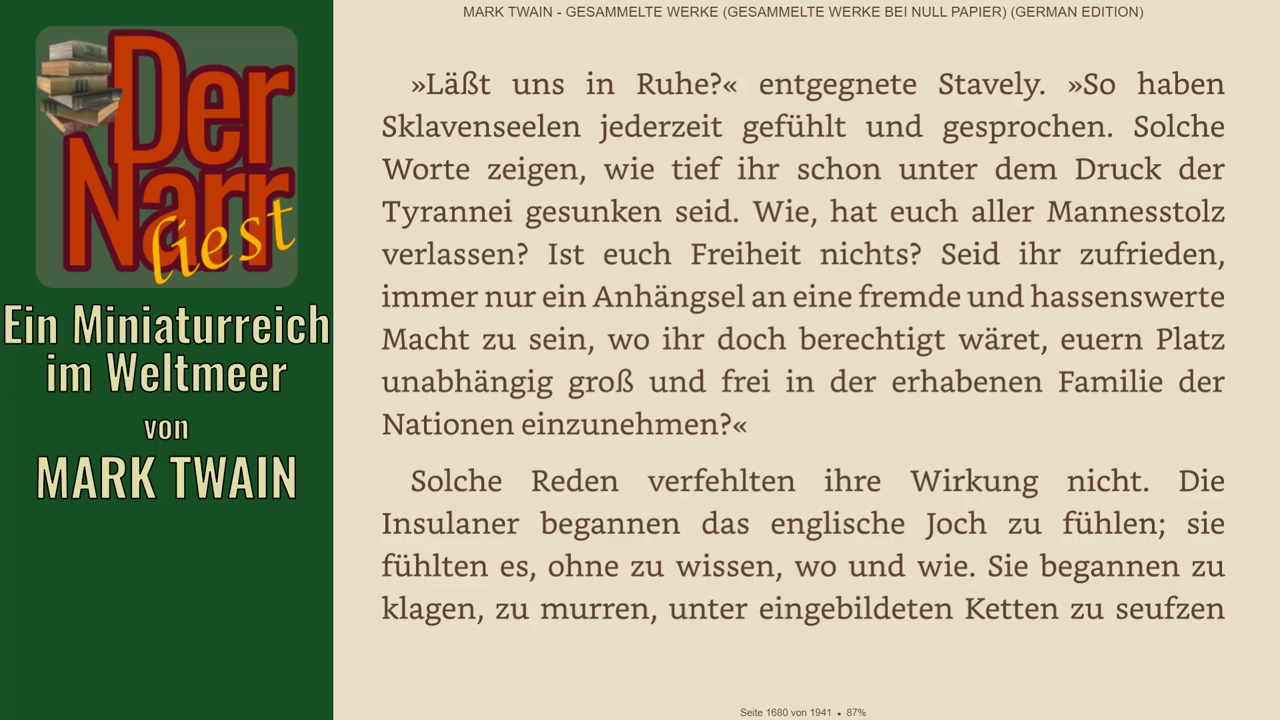 Der
Narr
liest
Ein Miniaturreich
im Weltmeer
von
MARK TWAIN
MARK TWAIN - GESAMMELTE WERKE (GESAMMELTE WERKE BEI NULL PAPIER) (GERMAN EDITION)
»Läßt uns in Ruhe?« entgegnete Stavely. »So haben
Sklavenseelen jederzeit gefühlt und gesprochen. Solche
Worte zeigen, wie tief ihr schon unter dem Druck der
Tyrannei gesunken seid. Wie, hat euch aller Mannesstolz
verlassen? Ist euch Freiheit nichts? Seid ihr zufrieden,
immer nur ein Anhängsel an eine fremde und hassenswerte
Macht zu sein, wo ihr doch berechtigt wäret, euern Platz
unabhängig groß und frei in der erhabenen Familie der
Nationen einzunehmen?«
Solche Reden verfehlten ihre Wirkung nicht. Die
Insulaner begannen das englische Joch zu fühlen; sie
fühlten es, ohne zu wissen, wo und wie. Sie begannen zu
klagen, zu murren, unter eingebildeten Ketten zu seufzen
Seite 1680 von 1941 • 87%